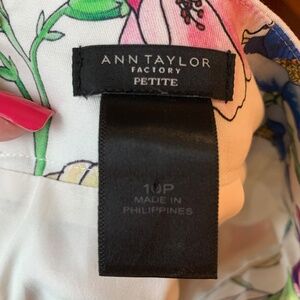 ANN TAYLOR
FACTORY
PETITE
10P
MADE IN
PHILIPPINES